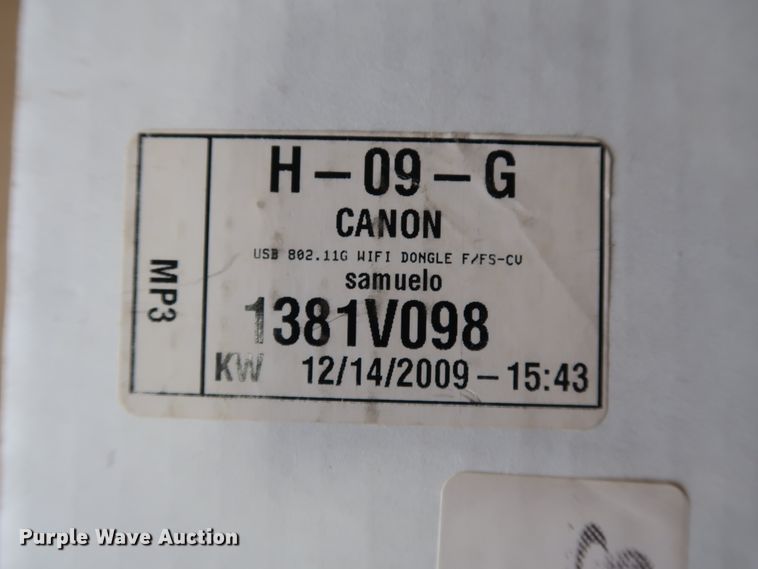 MP3
H-09-G
CANON
USB 802.11G WIFI DONGLE F/FS-CV
samuelo
1381V098
KW 12/14/2009-15:43
Purple Wave Auction